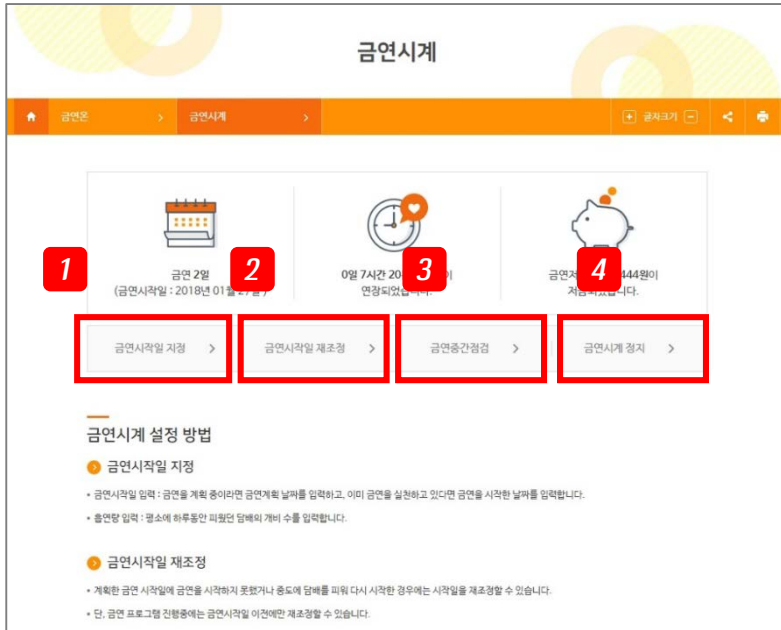 금연시계
금연온 > 금연시계 >
+ 글자크기 -
금연 2일
(금연시작일 : 2018년 01월
0일 7시간
연장되었습니다.
444원이
저금되었습니다.
1
2
3
4
금연시작일 지정 >
금연시작일 재조정 >
금연중간점검 >
금연시계 정지 >
금연시계 설정 방법
금연시작일 지정
• 금연시작일 입력 : 금연을 계획 중이라면 금연계획 날짜를 입력하고, 이미 금연을 실천하고 있다면 금연을 시작한 날짜를 입력합니다.
• 흡연량 입력 : 평소에 하루동안 피웠던 담배의 개비 수를 입력합니다.
금연시작일 재조정
• 계획한 금연 시작일에 금연을 시작하지 못했거나 중도에 담배를 피워 다시 시작한 경우에는 시작일을 재조정할 수 있습니다.
• 단, 금연 프로그램 진행중에는 금연시작일 이전에만 재조정할 수 있습니다.